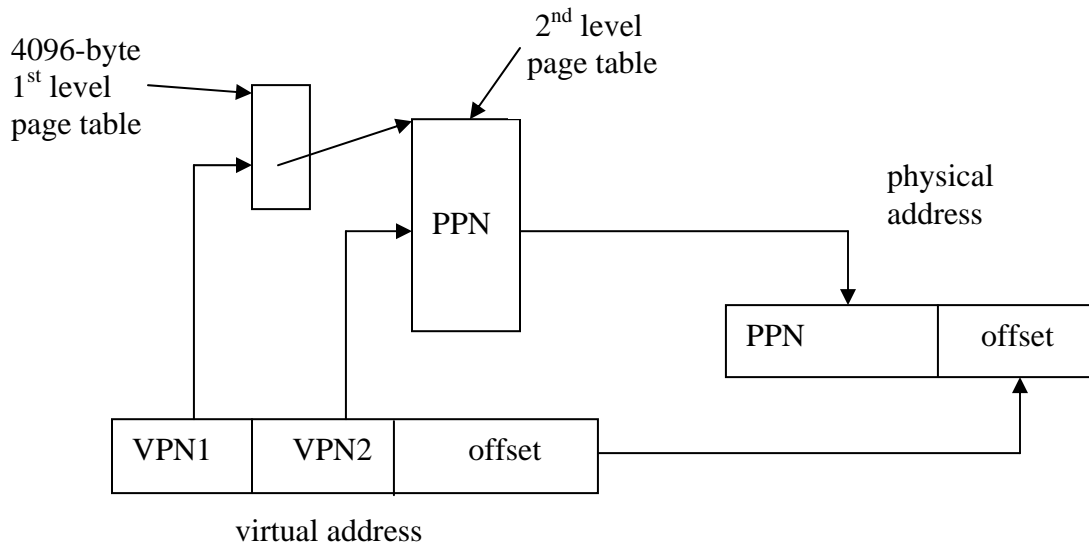 4096-byte
1st level
page table
2nd level
page table
PPN
physical
address
PPN offset
VPN1 VPN2 offset
virtual address